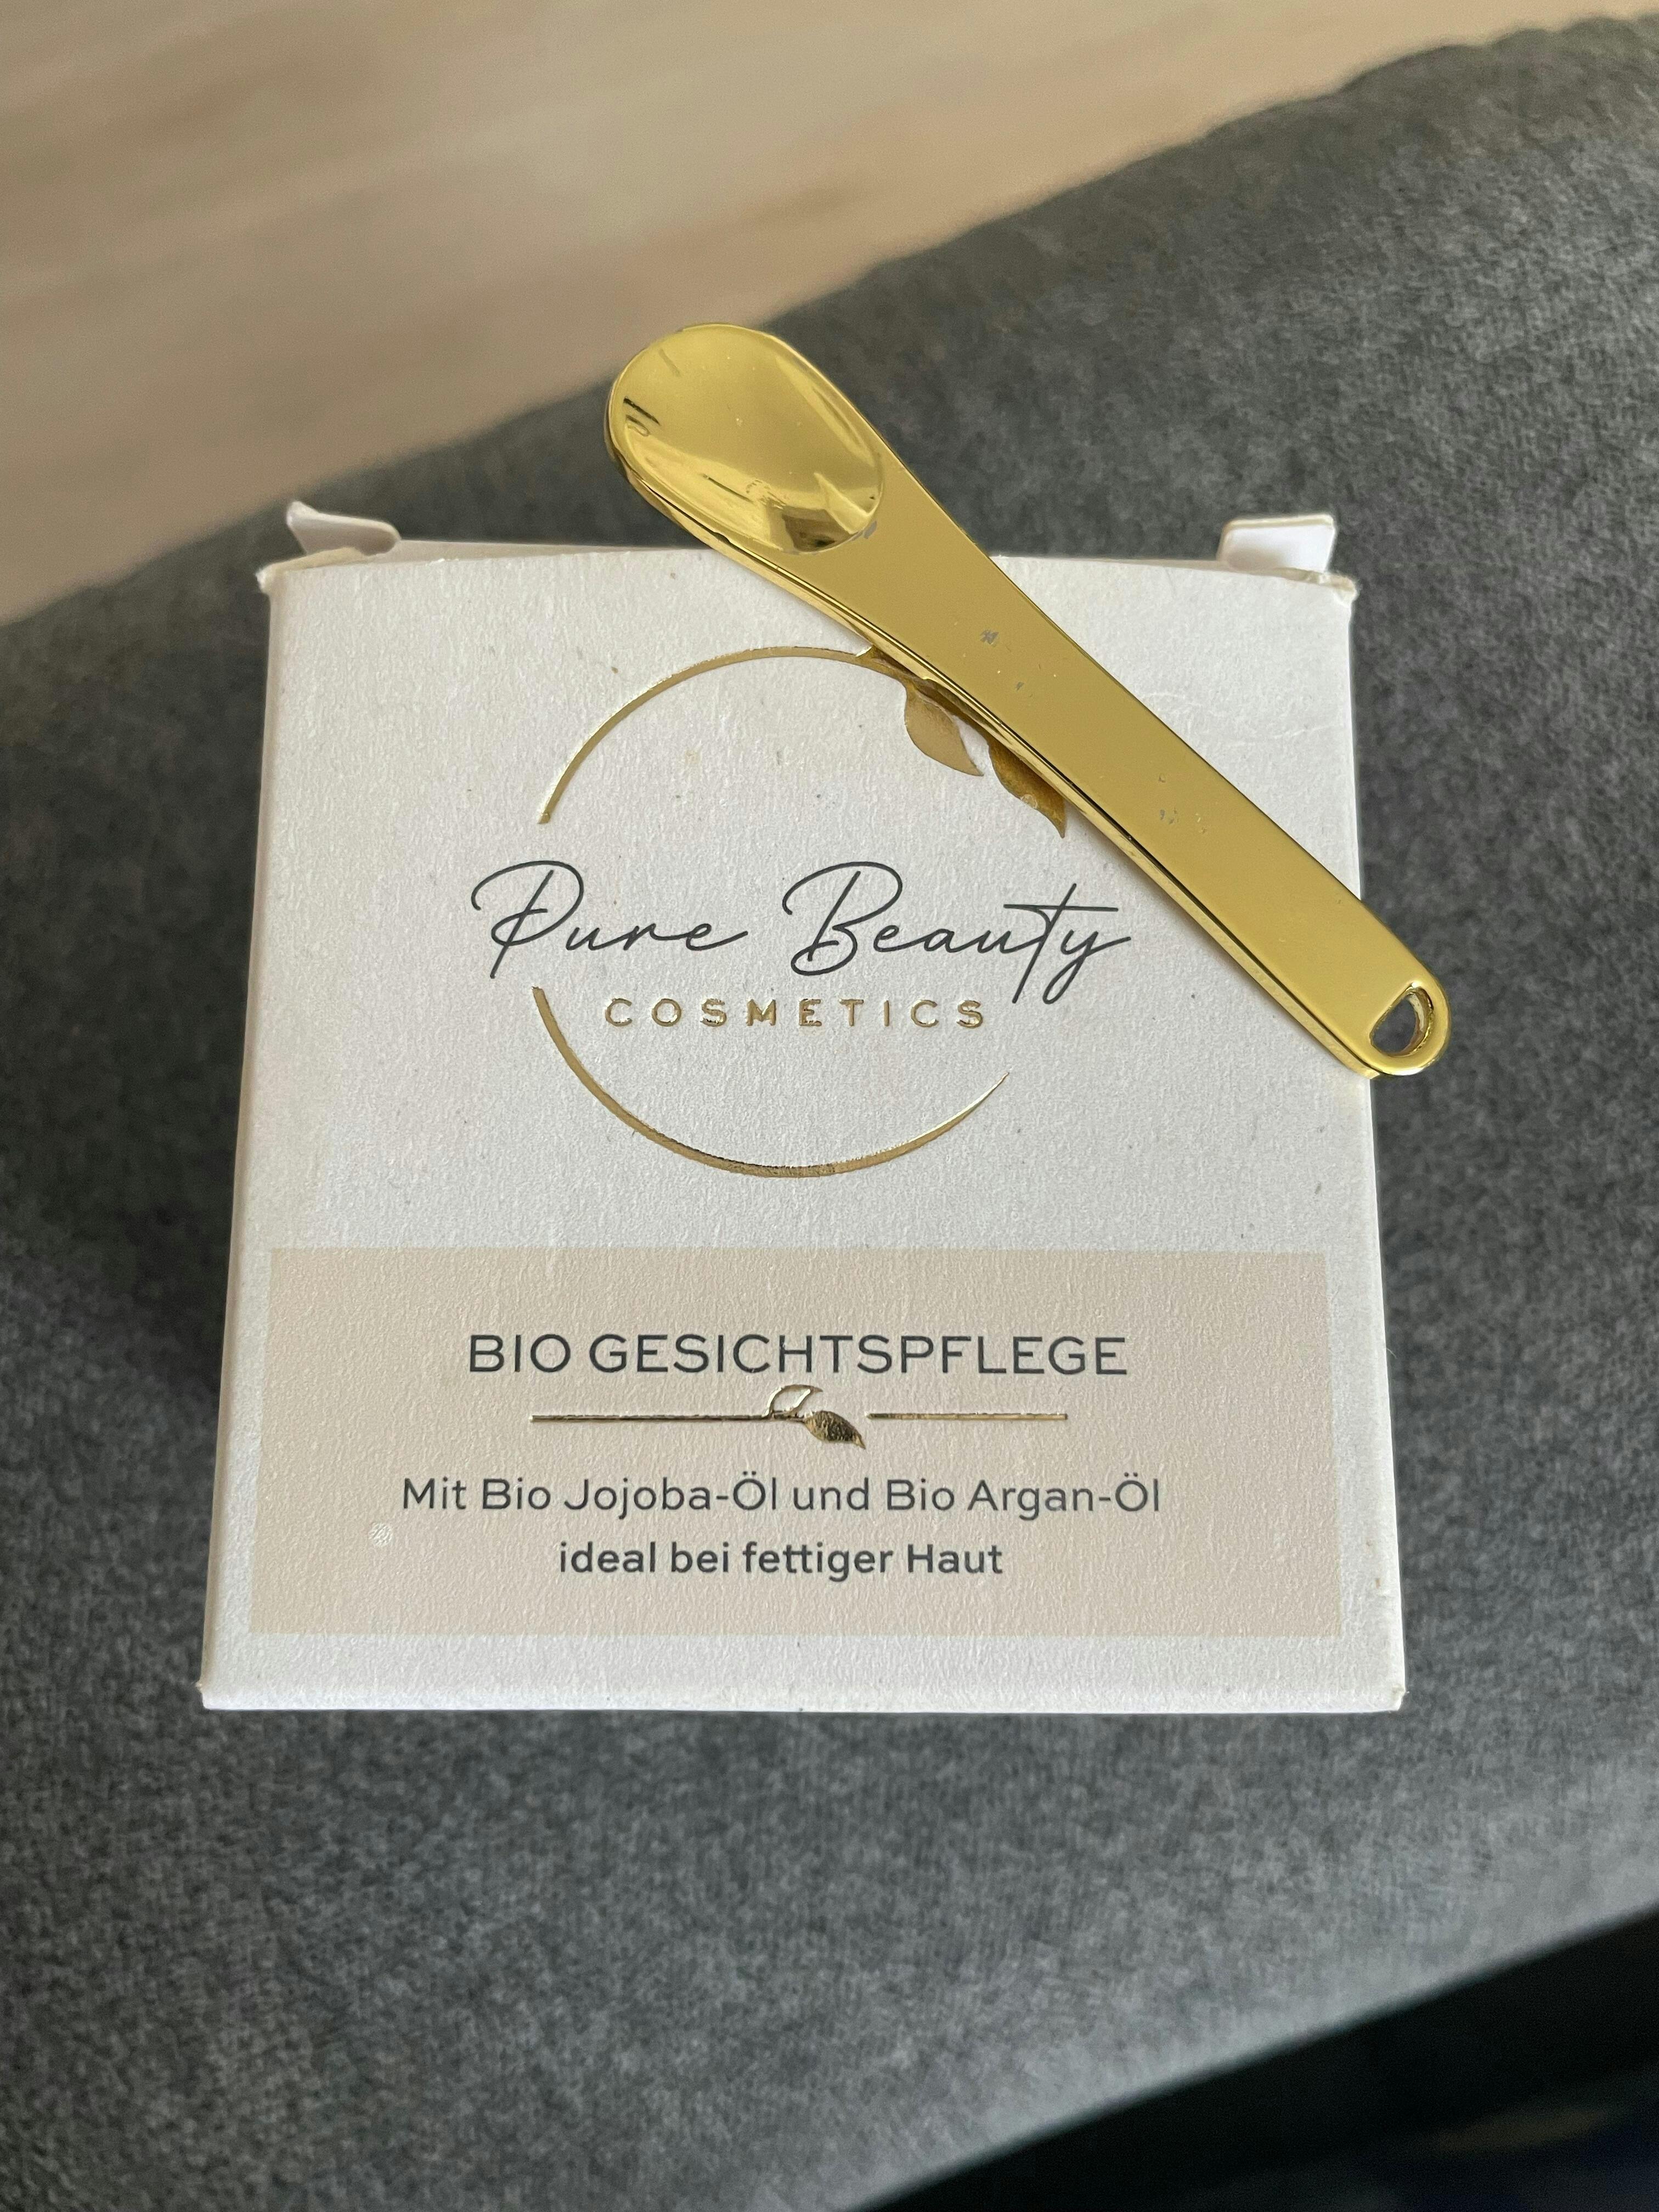 Pure Beauty
COSMETICS
BIO GESICHTSPFLEGE
Mit Bio Jojoba-Öl und Bio Argan-Öl
ideal bei fettiger Haut